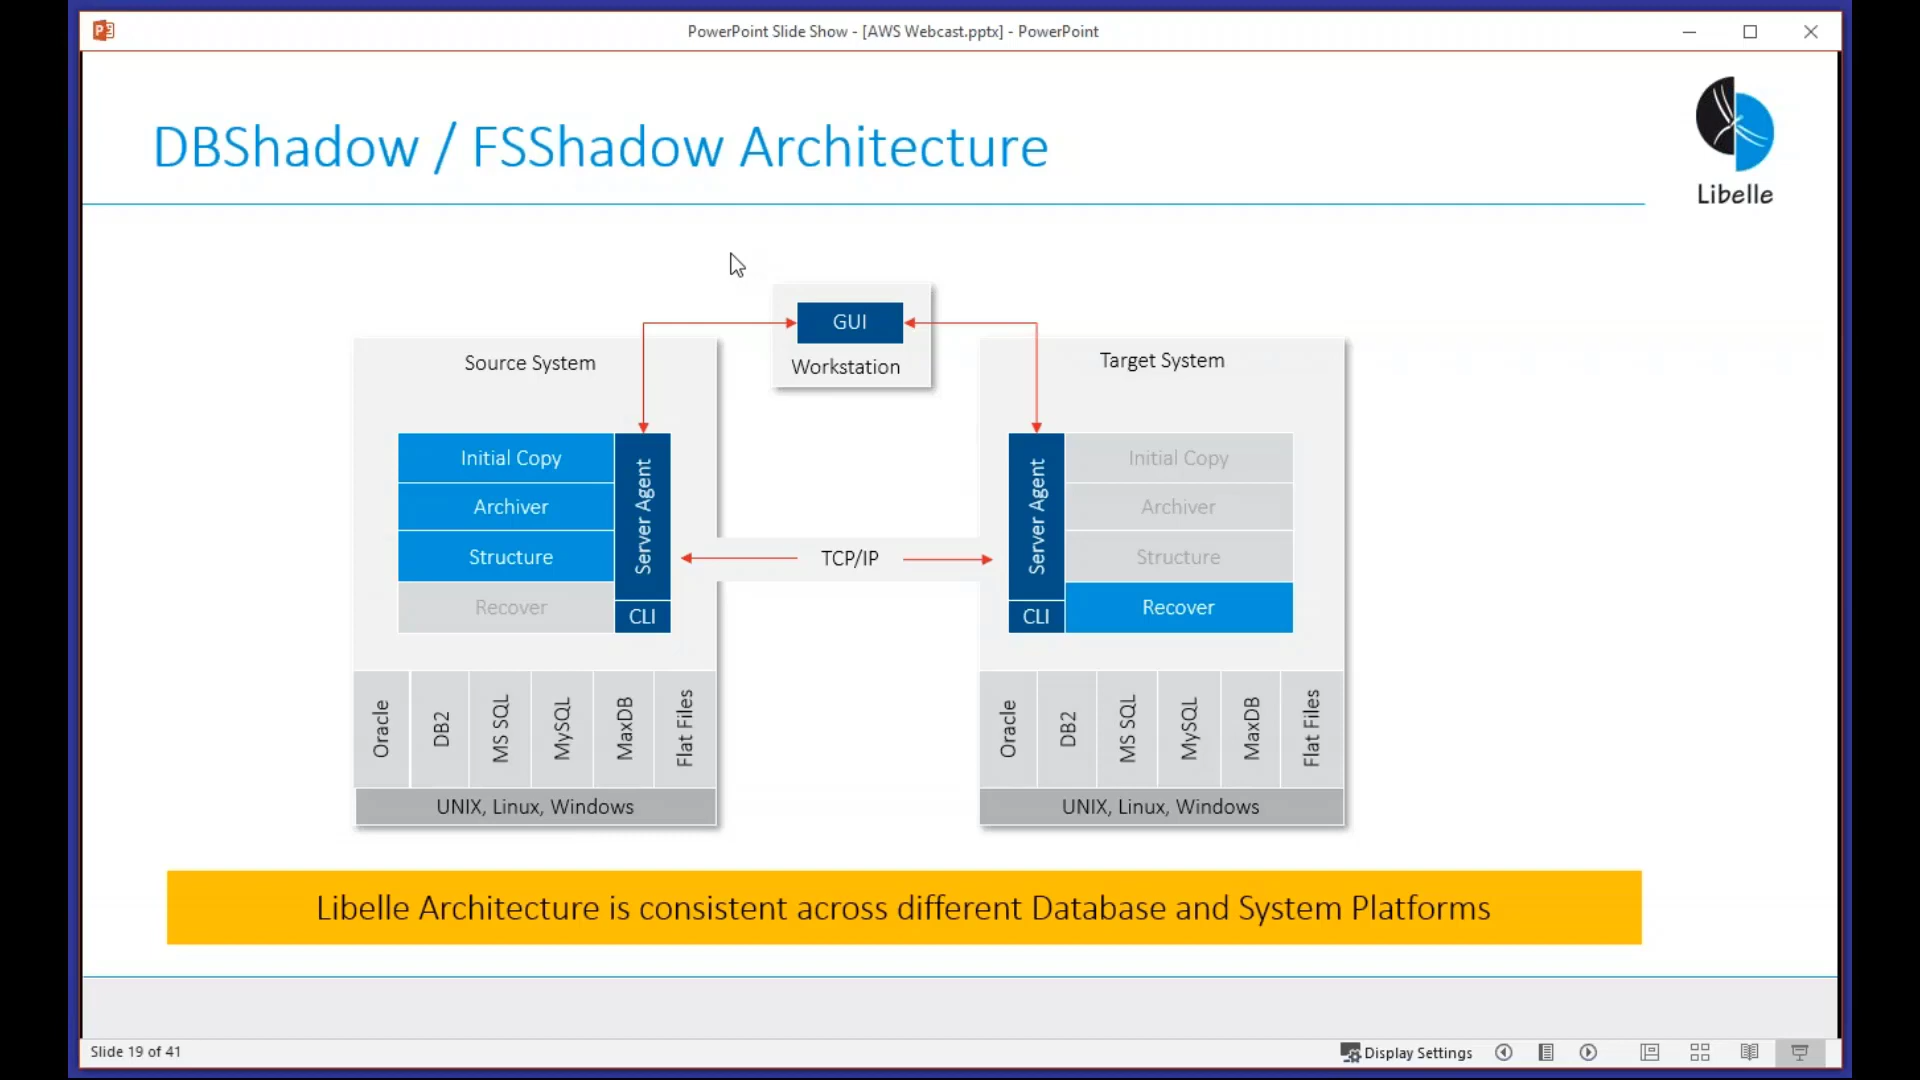 PowerPoint Slide Show - [AWS Webcast.pptx] - PowerPoint
DBShadow / FSShadow Architecture
Libelle
GUI
Workstation
Source System
Initial Copy
Archiver
Structure
Recover
Server Agent
CLI
Oracle
DB2
MS SQL
MySQL
MaxDB
Flat Files
UNIX, Linux, Windows
TCP/IP
Target System
Server Agent
CLI
Initial Copy
Archiver
Structure
Recover
Oracle
DB2
MS SQL
MySQL
MaxDB
Flat Files
UNIX, Linux, Windows
Libelle Architecture is consistent across different Database and System Platforms
Slide 19 of 41
Display Settings